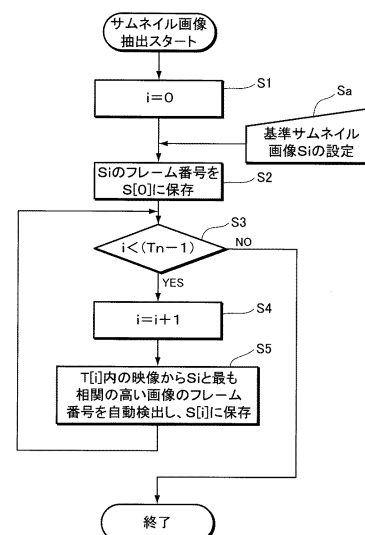 サムネイル画像
抽出スタート
S1
i=0
Sa
基準サムネイル
画像Siの設定
Siのフレーム番号を
S[0]に保存
S2
S3
i<(Tn-1)
NO
YES
S4
i=i+1
S5
T[i]内の映像からSiと最も
相関の高い画像のフレーム
番号を自動検出し、S[i]に保存
終了